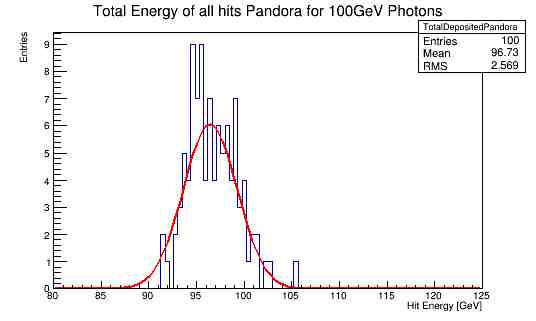 Total Energy of all hits Pandora for 100GeV Photons
TotalDepositedPandora
Entries 100
Mean 96.73
RMS 2.569
Entries
9
8
7
6
5
4
3
2
1
0
80 85 90 95 100 105 110 115 120 125
Hit Energy [GeV]